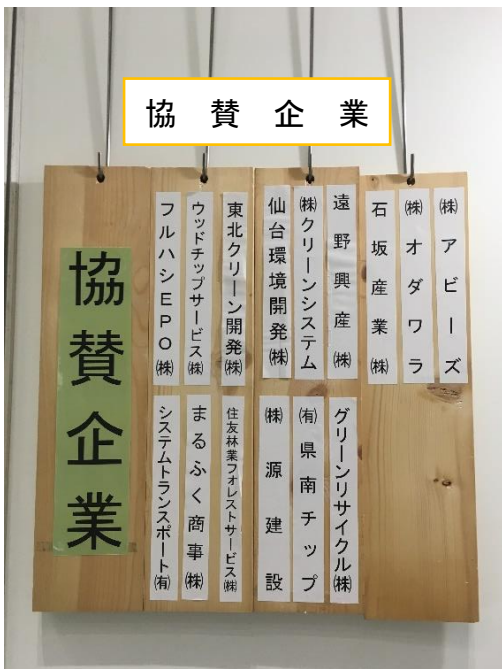 協賛企業
協賛企業
フルハシEPO㈱
ウッドチップサービス㈱
東北クリーン開発㈱
仙台環境開発㈱
㈱クリーンシステム
遠野興産㈱
石坂産業㈱
㈱オダワラ
㈱アビーズ
システムトランスポート㈲
まるふく商事㈱
住友林業フォレストサービス㈱
㈱源建設
㈲県南チップ
グリーンリサイクル㈱